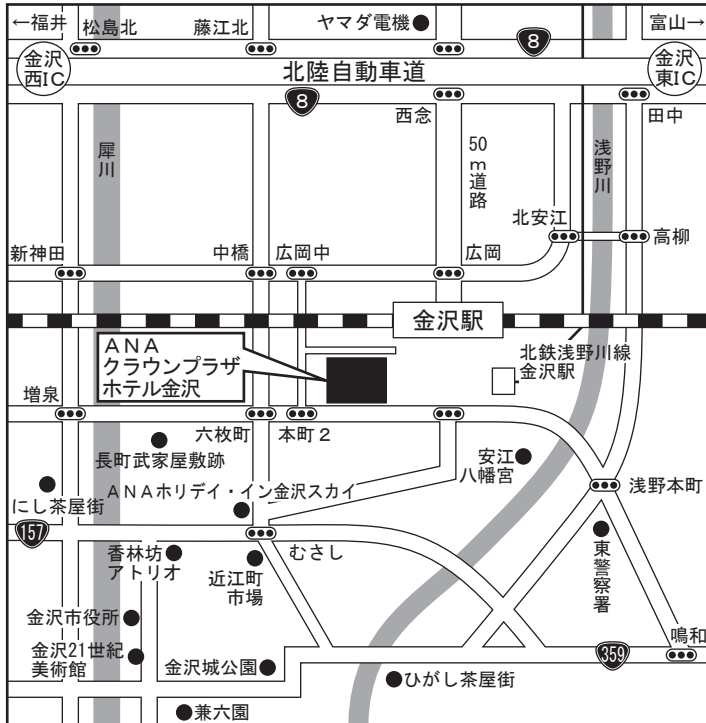 ←福井
松島北
藤江北
ヤマダ電機
8
富山→
金沢
西IC
北陸自動車道
金沢
東IC
8
西念
田中
犀川
50m道路
浅野川
北安江
高柳
新神田
中橋
広岡中
広岡
金沢駅
ANA
クラウンプラザ
ホテル金沢
北鉄浅野川線
金沢駅
増泉
六枚町
本町2
長町武家屋敷跡
安江
八幡宮
にし茶屋街
ANAホリデイ・イン金沢スカイ
浅野本町
157
むさし
香林坊
アトリオ
近江町
市場
東警察署
金沢市役所
金沢21世紀
美術館
金沢城公園
鳴和
359
ひがし茶屋街
兼六園